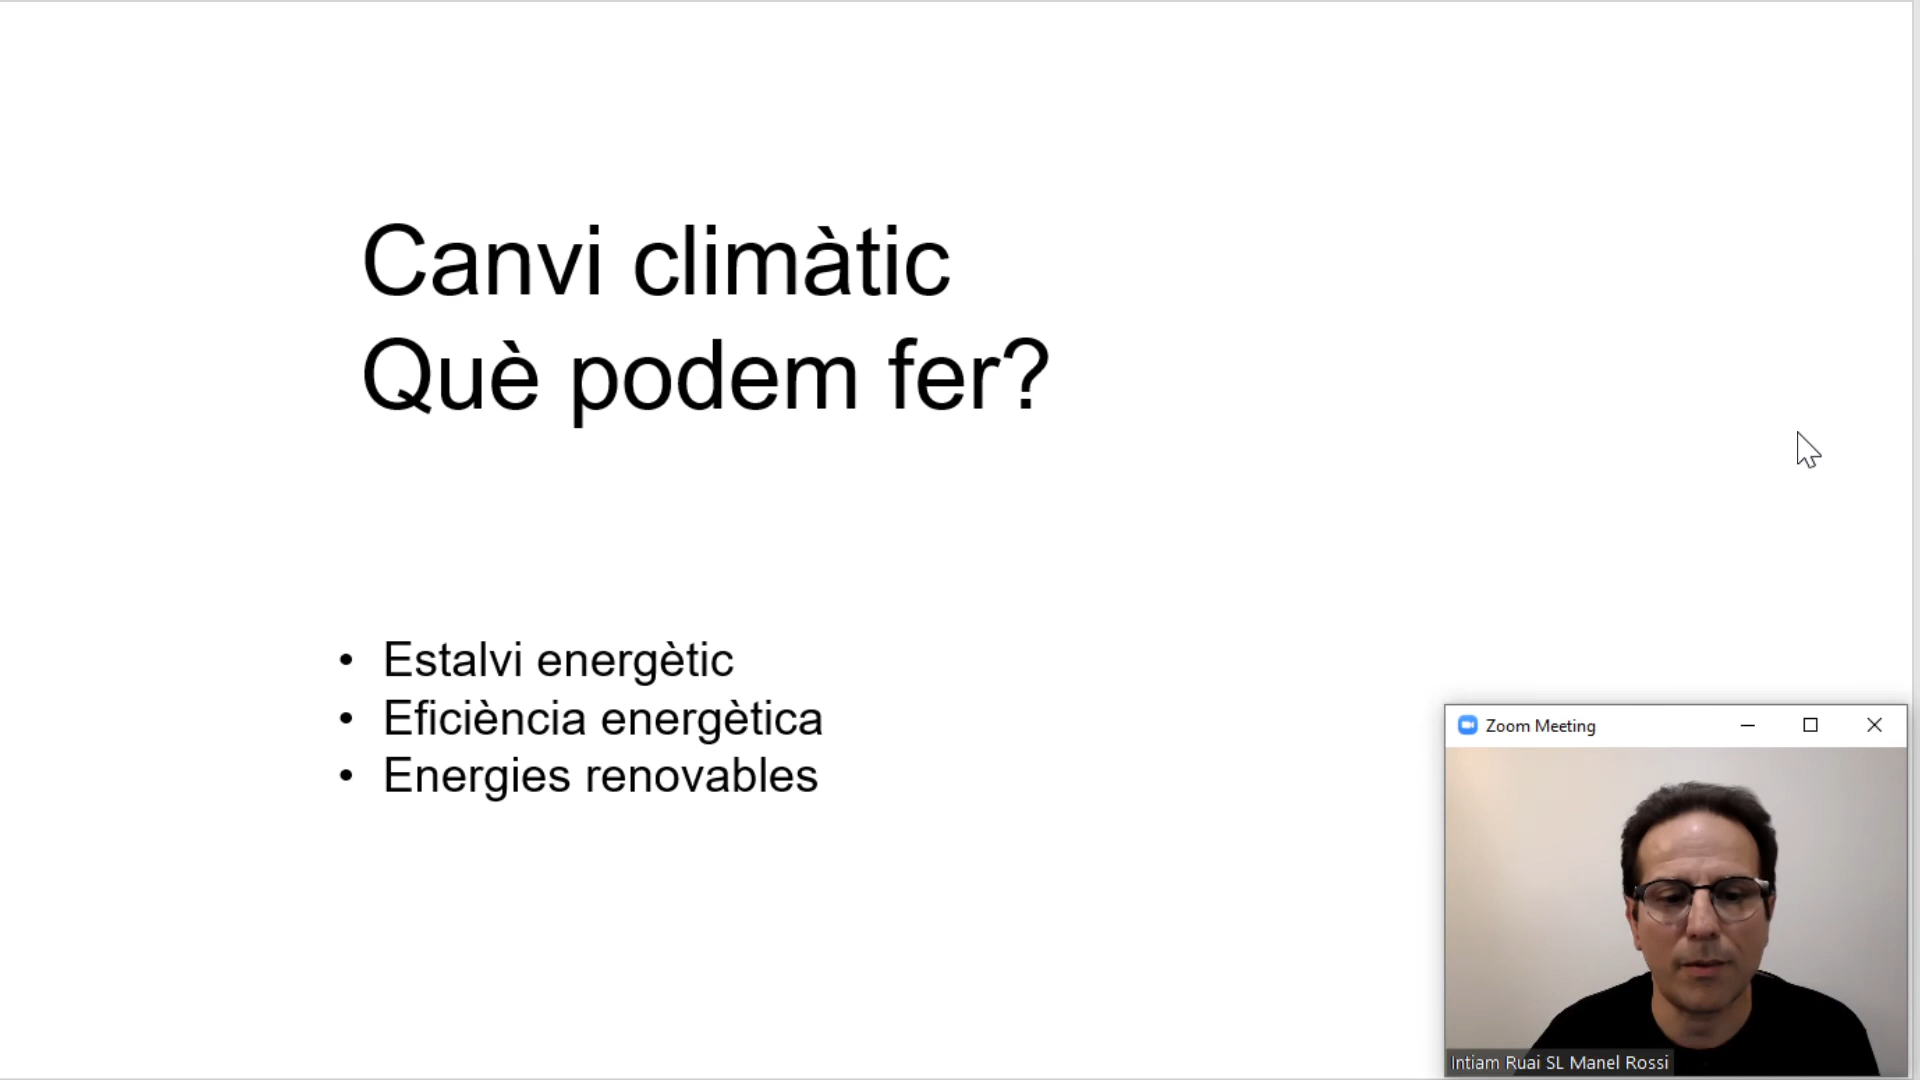 Canvi climàtic
Què podem fer?
• Estalvi energètic
• Eficiència energètica
• Energies renovables
Zoom Meeting
Intiam Ruai SL Manel Rossi